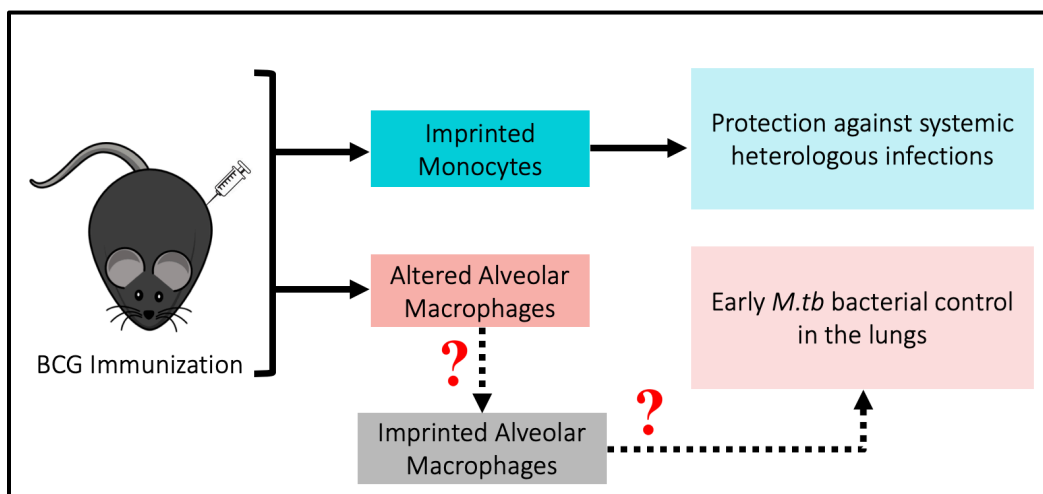 BCG Immunization
Imprinted
Monocytes
Protection against systemic
heterologous infections
Altered Alveolar
Macrophages
?
Imprinted Alveolar
Macrophages
?
Early M.tb bacterial control
in the lungs